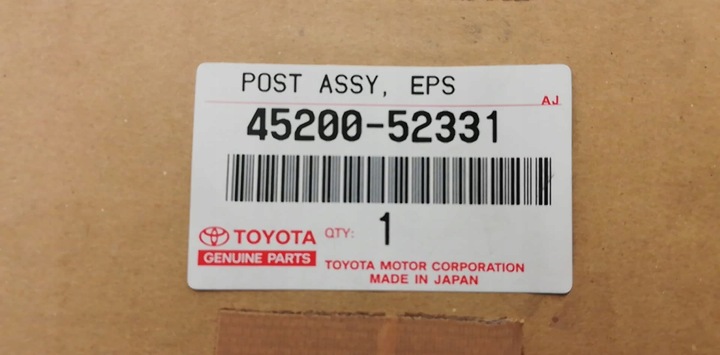 POST ASSY, EPS
AJ
45200-52331
TOYOTA QTY: 1
GENUINE PARTS
TOYOTA MOTOR CORPORATION
MADE IN JAPAN